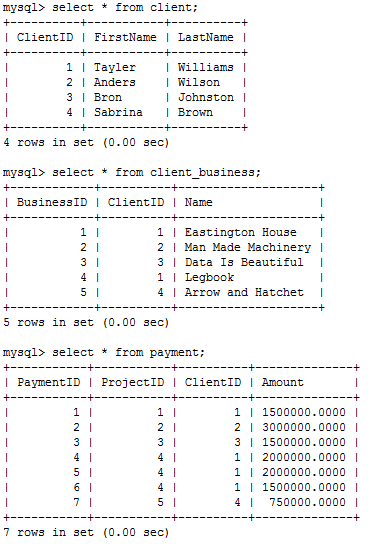 mysql> select * from client;
+----------+-----------+----------+
| ClientID | FirstName | LastName |
+----------+-----------+----------+
|        1 | Tayler    | Williams |
|        2 | Anders    | Wilson   |
|        3 | Bron      | Johnston |
|        4 | Sabrina   | Brown    |
+----------+-----------+----------+
4 rows in set (0.00 sec)
mysql> select * from client_business;
+------------+----------+-------------------+
| BusinessID | ClientID | Name              |
+------------+----------+-------------------+
|          1 |        1 | Eastington House  |
|          2 |        2 | Man Made Machinery |
|          3 |        3 | Data Is Beautiful |
|          4 |        1 | Legbook           |
|          5 |        4 | Arrow and Hatchet |
+------------+----------+-------------------+
5 rows in set (0.00 sec)
mysql> select * from payment;
+-----------+-----------+----------+--------------+
| PaymentID | ProjectID | ClientID | Amount       |
+-----------+-----------+----------+--------------+
|         1 |         1 |        1 | 1500000.0000 |
|         2 |         2 |        2 | 3000000.0000 |
|         3 |         3 |        3 | 1500000.0000 |
|         4 |         4 |        1 | 2000000.0000 |
|         5 |         4 |        1 | 2000000.0000 |
|         6 |         4 |        1 | 1500000.0000 |
|         7 |         5 |        4 |  750000.0000 |
+-----------+-----------+----------+--------------+
7 rows in set (0.00 sec)